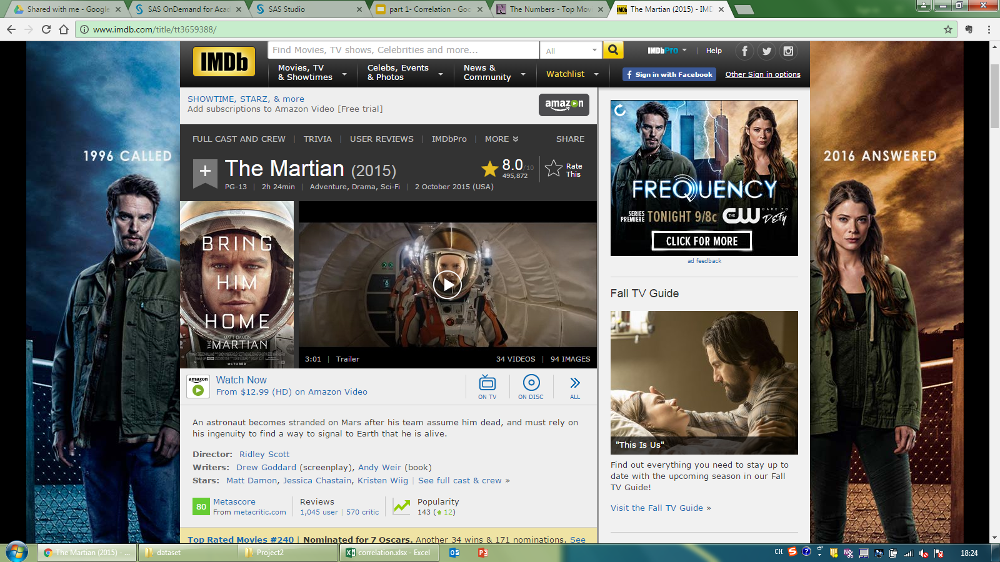 Shared with me - Google
SAS OnDemand for Acad
SAS Studio
part 1- Correlation - Goo
The Numbers - Top Movi
The Martian (2015) - IMD
www.imdb.com/title/tt3659388/
IMDb
Find Movies, TV shows, Celebrities and more...
All
IMDbPro
Help
Movies, TV
& Showtimes
Celebs, Events
& Photos
News &
Community
Watchlist
Sign in with Facebook
Other Sign in options
SHOWTIME, STARZ, & more
Add subscriptions to Amazon Video [Free trial]
amazon
FULL CAST AND CREW | TRIVIA | USER REVIEWS | IMDbPro | MORE
SHARE
The Martian (2015)
8.0/10
495,872
Rate
This
PG-13 | 2h 24min | Adventure, Drama, Sci-Fi | 2 October 2015 (USA)
BRING
HIM
HOME
MATT DAMON
THE MARTIAN
OCTOBER
3:01 | Trailer
34 VIDEOS | 94 IMAGES
amazon
Watch Now
From $12.99 (HD) on Amazon Video
ON TV
ON DISC
ALL
An astronaut becomes stranded on Mars after his team assume him dead, and must rely on
his ingenuity to find a way to signal to Earth that he is alive.
Director: Ridley Scott
Writers: Drew Goddard (screenplay), Andy Weir (book)
Stars: Matt Damon, Jessica Chastain, Kristen Wiig | See full cast & crew »
80
Metascore
From metacritic.com
Reviews
1,045 user | 570 critic
Popularity
143 (12)
Top Rated Movies #240 | Nominated for 7 Oscars. Another 34 wins & 171 nominations. See
1996 CALLED
2016 ANSWERED
FREQUENCY
SERIES
PREMIERE
TONIGHT 9/8c
THE CW
DARE TO
DEFY
CLICK FOR MORE
ad feedback
Fall TV Guide
"This Is Us"
Find out everything you need to stay up to
date with the upcoming season in our Fall
TV Guide!
Visit the Fall TV Guide »
The Martian (2015) - ...
dataset
Project2
correlation.xlsx - Excel
CH
18:24